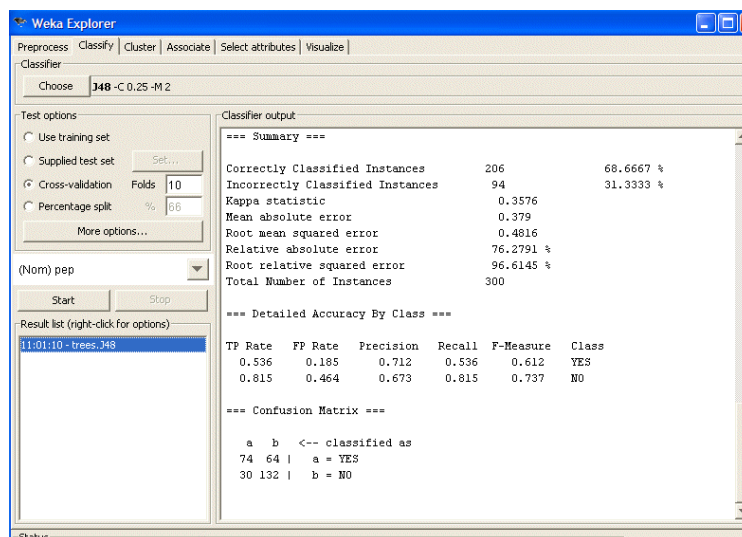 Weka Explorer
Preprocess Classify Cluster Associate Select attributes Visualize
Classifier
Choose J48 -C 0.25 -M 2
Test options
Use training set
Supplied test set Set...
Cross-validation Folds 10
Percentage split % 66
More options...
(Nom) pep
Start Stop
Result list (right-click for options)
11:01:10 - trees.J48
Classifier output
=== Summary ===
Correctly Classified Instances 206 68.6667 %
Incorrectly Classified Instances 94 31.3333 %
Kappa statistic 0.3576
Mean absolute error 0.379
Root mean squared error 0.4816
Relative absolute error 76.2791 %
Root relative squared error 96.6145 %
Total Number of Instances 300
=== Detailed Accuracy By Class ===
TP Rate FP Rate Precision Recall F-Measure Class
0.536 0.185 0.712 0.536 0.612 YES
0.815 0.464 0.673 0.815 0.737 NO
=== Confusion Matrix ===
a b <-- classified as
74 64 | a = YES
30 132 | b = NO
Status